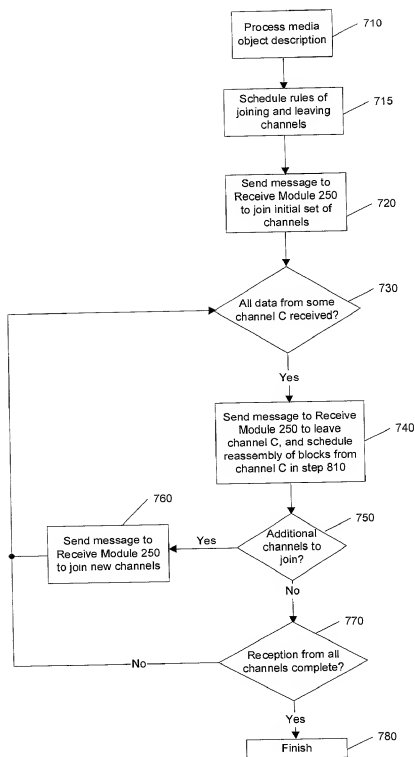 Process media
object description
710
Schedule rules of
joining and leaving
channels
715
Send message to
Receive Module 250
to join initial set of
channels
720
All data from some
channel C received?
730
Yes
Send message to Receive
Module 250 to leave
channel C, and schedule
reassembly of blocks from
channel C in step 810
740
Additional
channels to
join?
750
Yes
Send message to
Receive Module 250
to join new channels
760
No
Reception from all
channels complete?
770
No
Yes
Finish
780